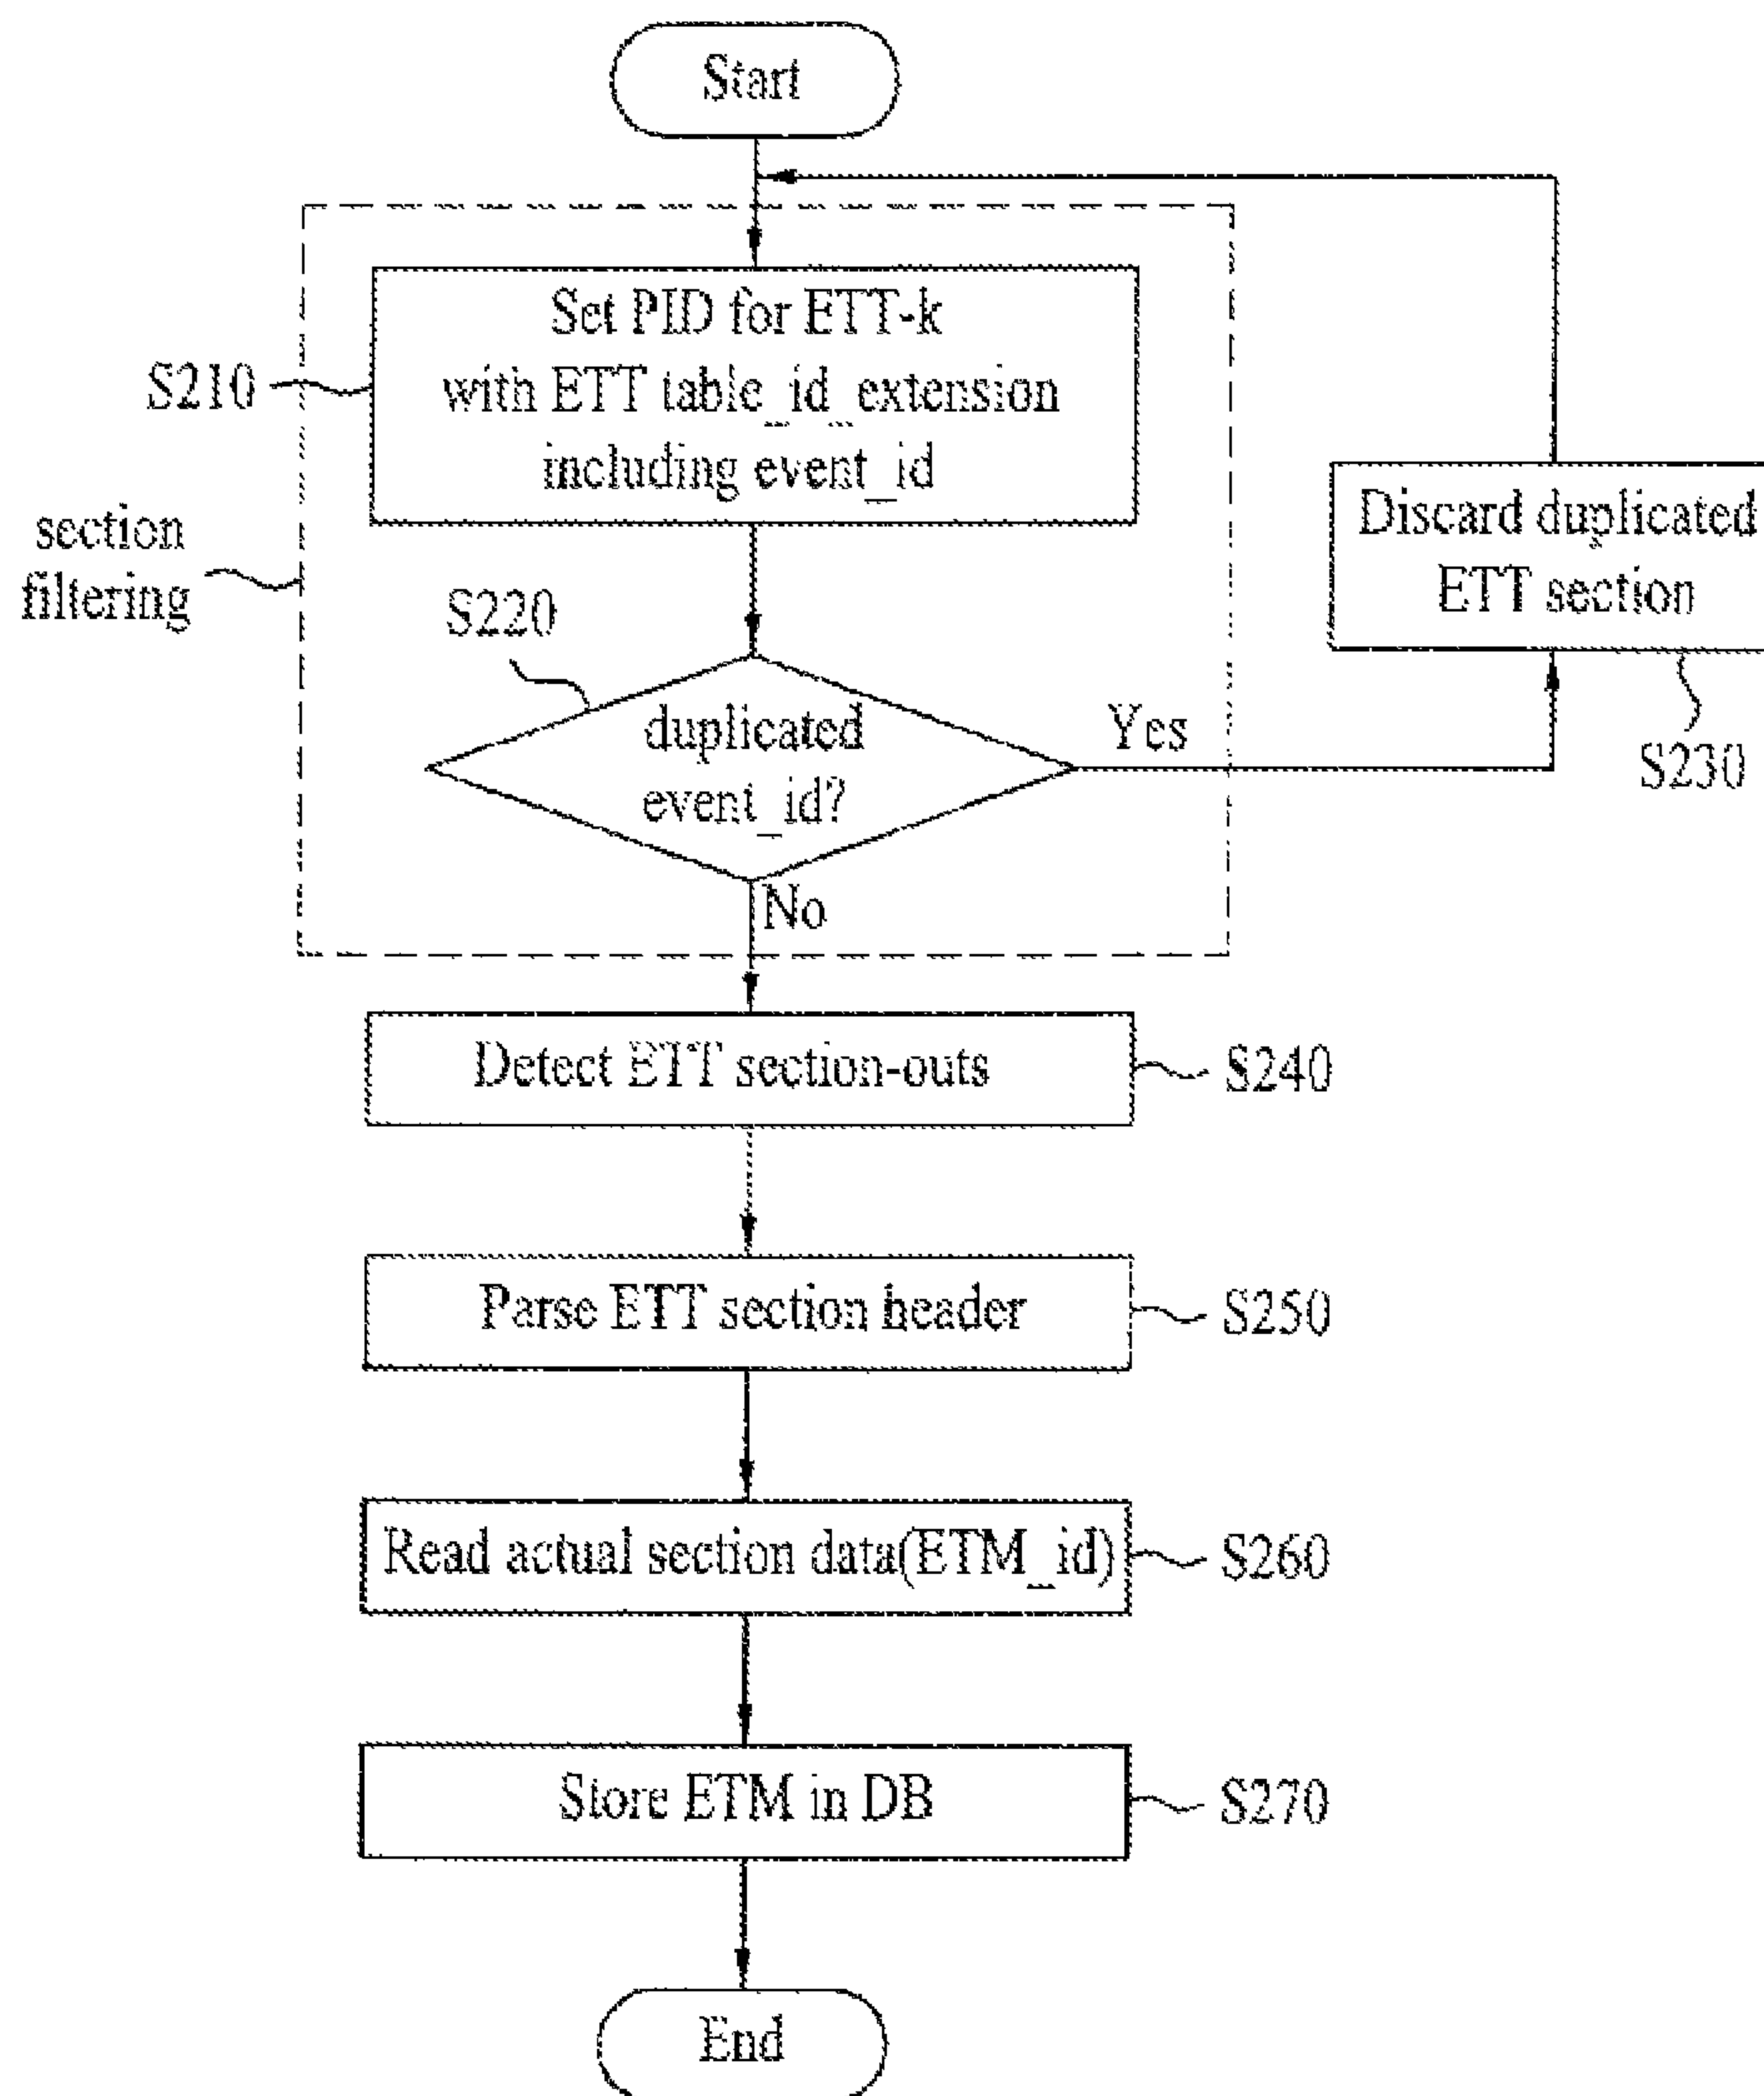 Start
Set PID for ETT-k
with ETT table_id_extension
including event_id
S210
section
filtering
Discard duplicated
ETT section
S230
S220
duplicated
event_id?
Yes
No
Detect ETT section-outs
S240
Parse ETT section header
S250
Read actual section data(ETM_id)
S260
Store ETM in DB
S270
End